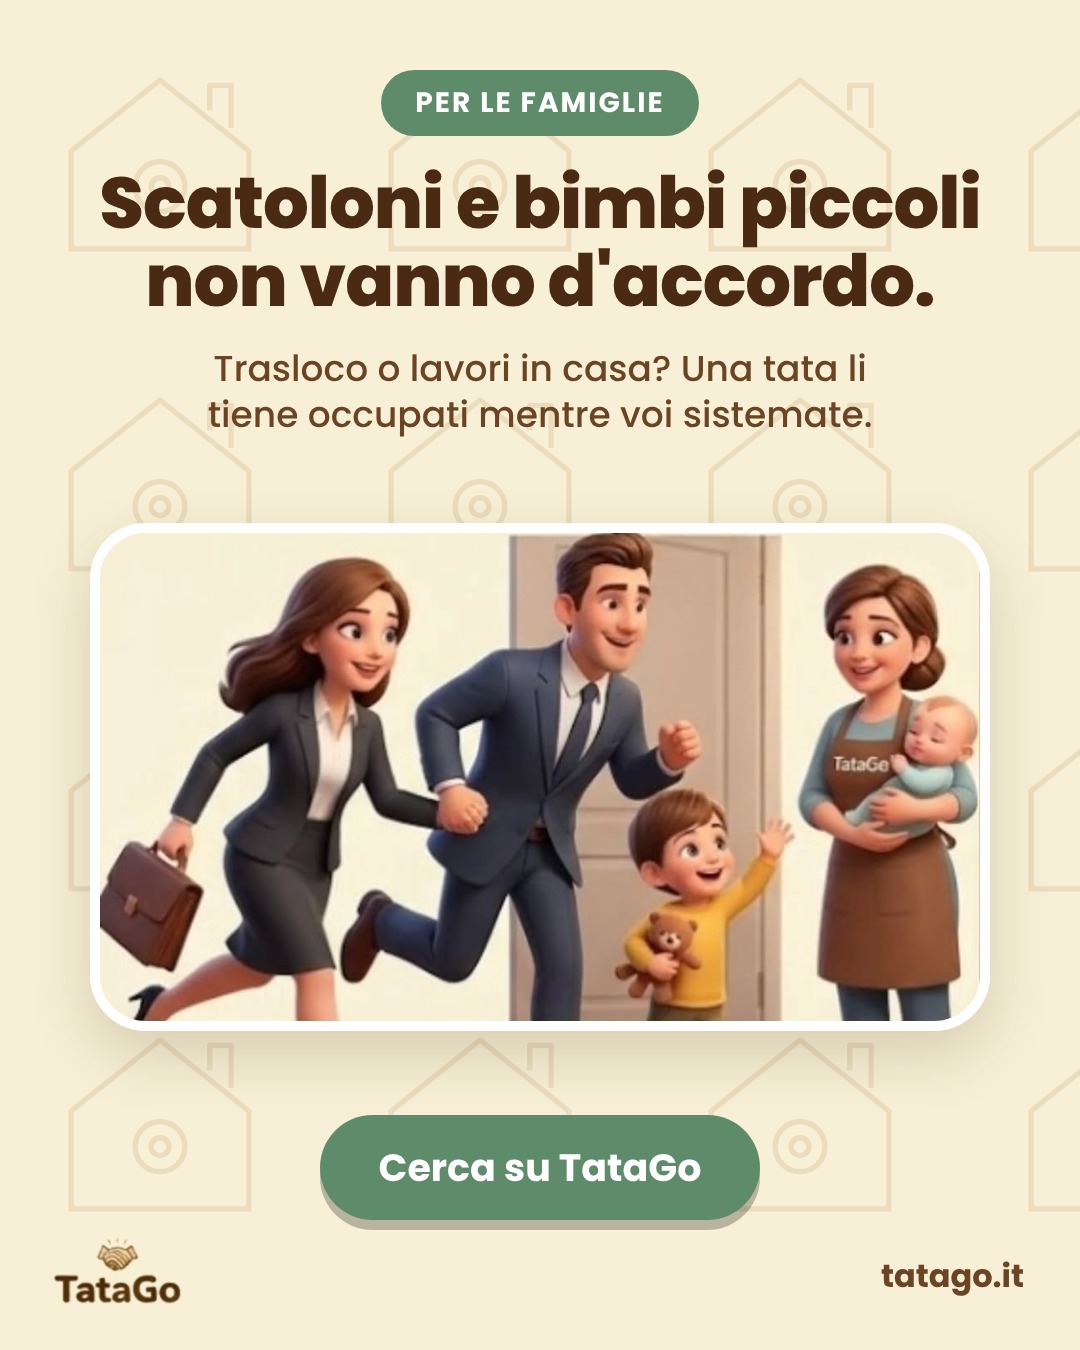 PER LE FAMIGLIE
Scatoloni e bimbi piccoli
non vanno d'accordo.
Trasloco o lavori in casa? Una tata li
tiene occupati mentre voi sistemate.
TataGo
Cerca su TataGo
TataGo
tatago.it